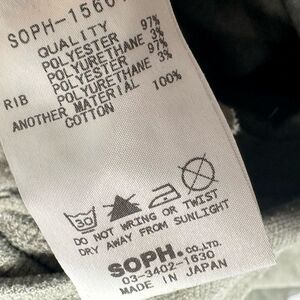 SOPH-1560
QUALITY
POLYESTER 97%
POLYURETHANE 3%
RIB POLYESTER 97%
POLYURETHANE 3%
ANOTHER MATERIAL
COTTON 100%
30
DO NOT WRING OR TWIST
DRY AWAY FROM SUNLIGHT
SOPH. CO.,LTD.
03-3402-1630
MADE IN JAPAN